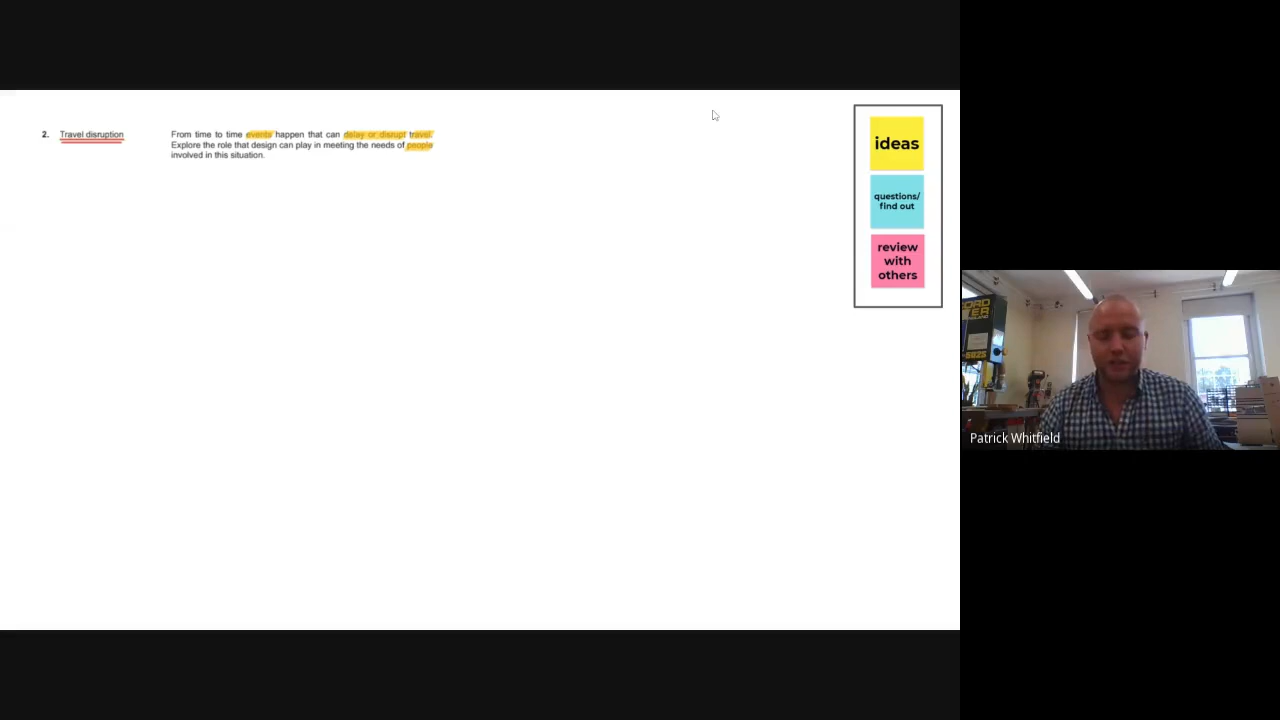 2. Travel disruption
From time to time events happen that can delay or disrupt travel.
Explore the role that design can play in meeting the needs of people
involved in this situation.
ideas
questions/
find out
review
with
others
Patrick Whitfield